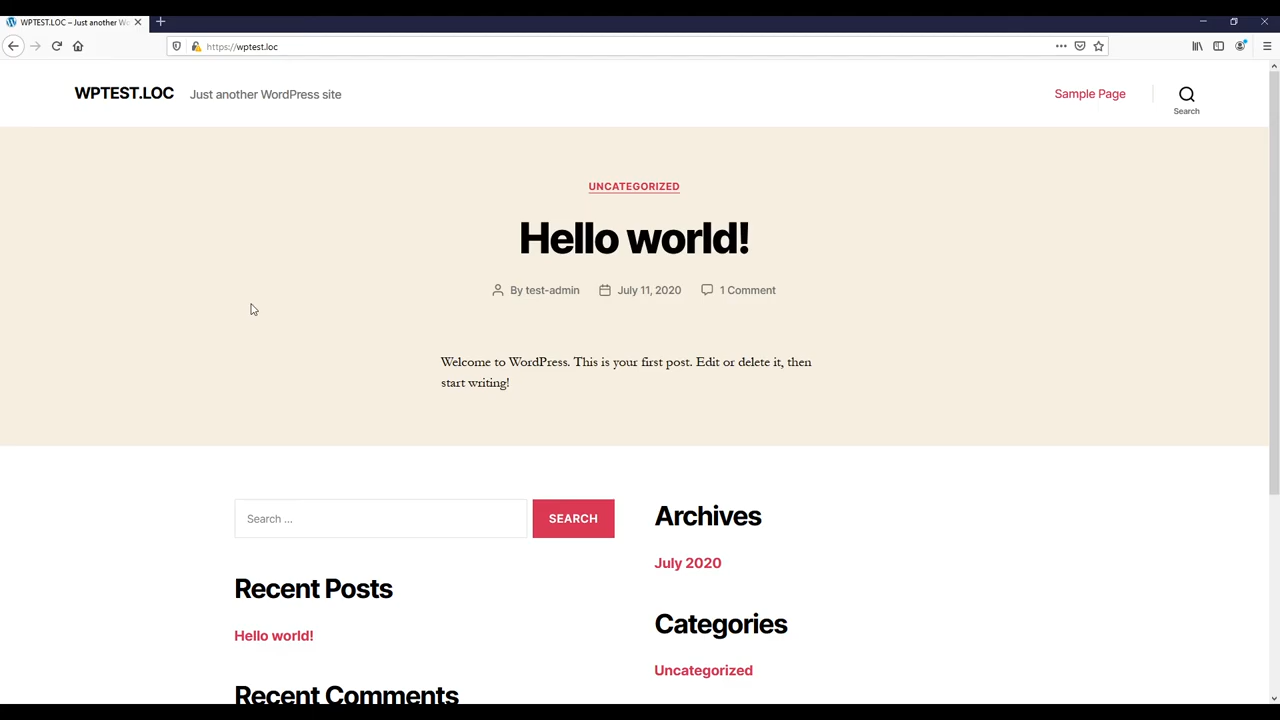 WPTEST.LOC – Just another Wo
https://wptest.loc
WPTEST.LOC
Just another WordPress site
Sample Page
Search
UNCATEGORIZED
Hello world!
By test-admin
July 11, 2020
1 Comment
Welcome to WordPress. This is your first post. Edit or delete it, then
start writing!
Search …
SEARCH
Archives
July 2020
Recent Posts
Hello world!
Categories
Uncategorized
Recent Comments